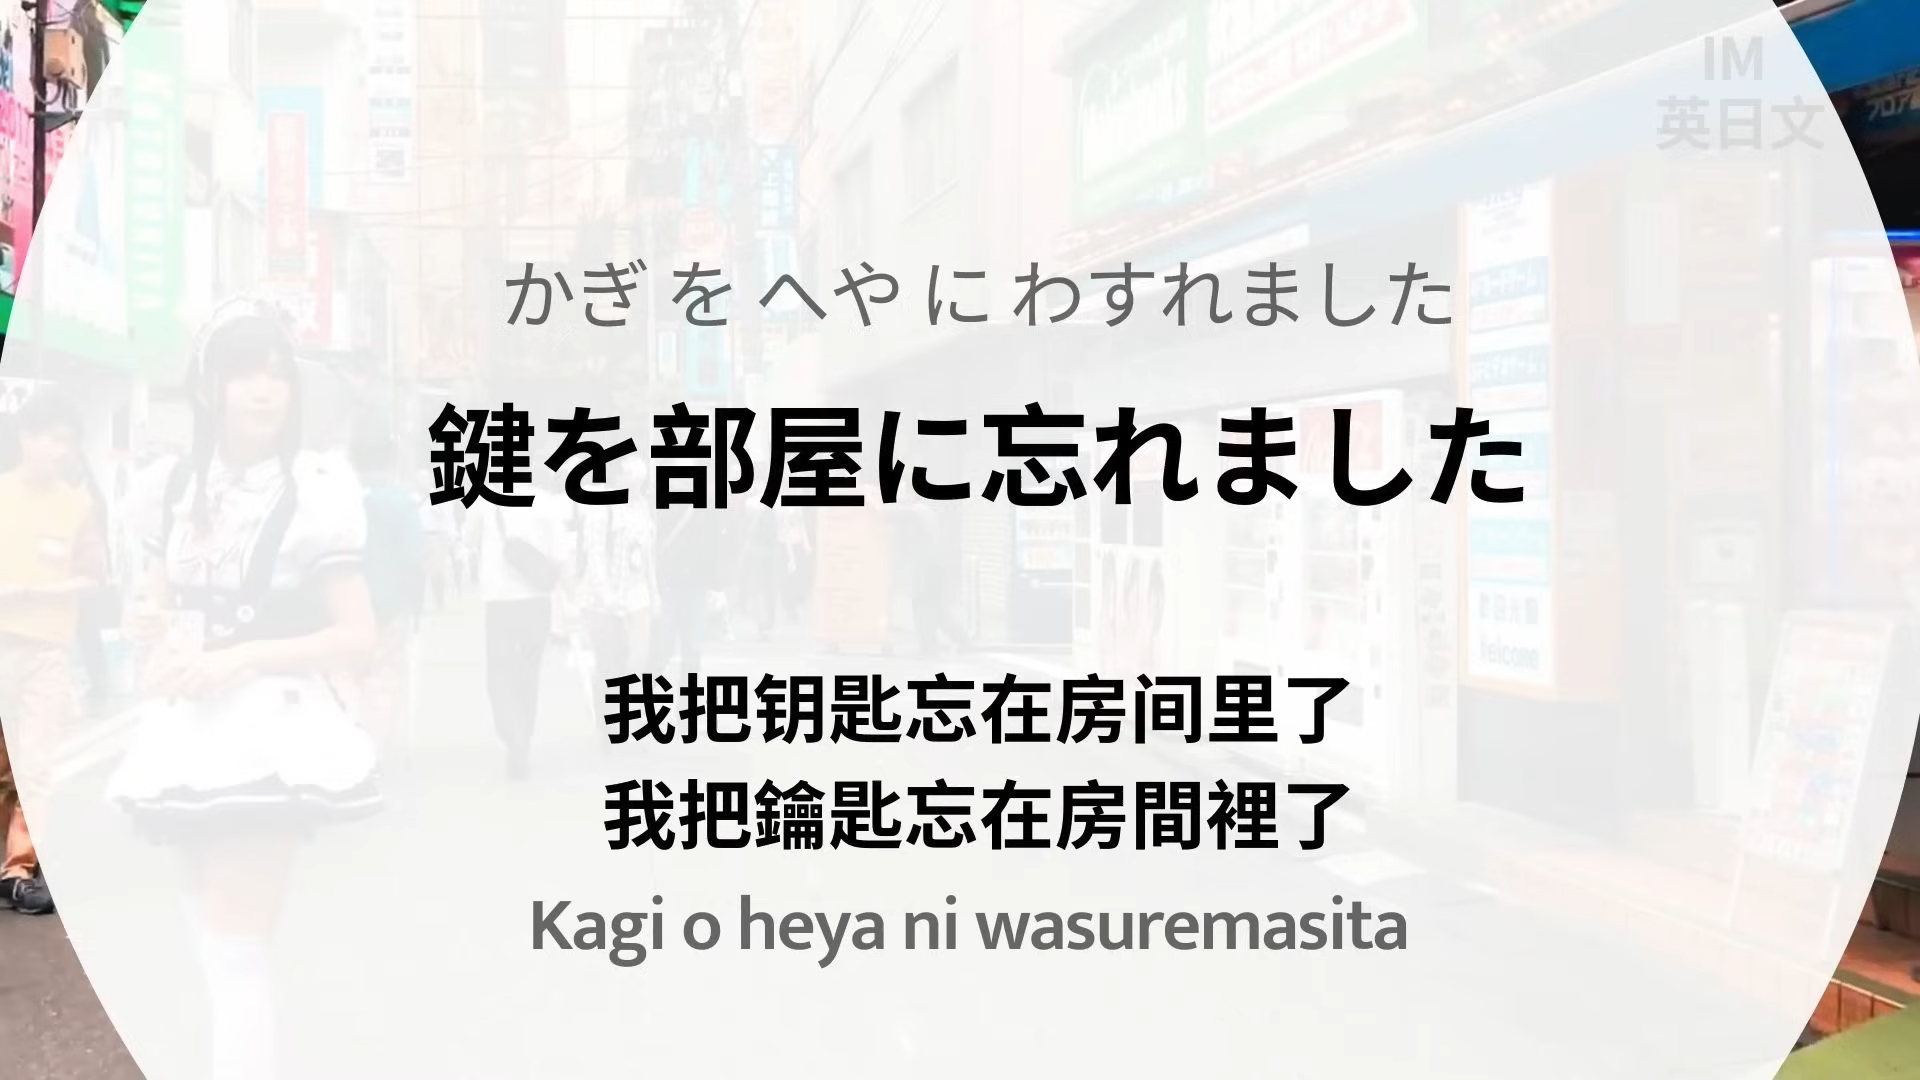 IM
英日文
かぎ を へや に わすれました
鍵を部屋に忘れました
我把钥匙忘在房间里了
我把鑰匙忘在房間裡了
Kagi o heya ni wasuremasita
Welcome